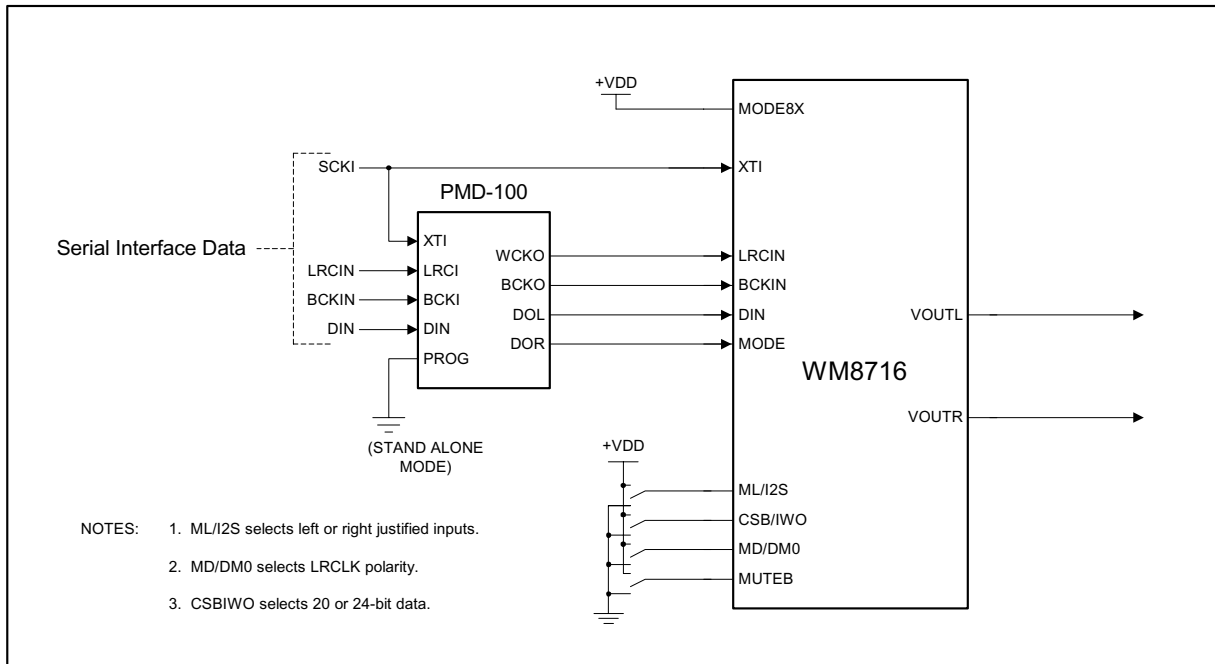 +VDD
MODE8X
SCKI
XTI
PMD-100
XTI
Serial Interface Data
WCKO
LRCIN
LRCIN
LRCI
BCKO
BCKIN
BCKIN
BCKI
DOL
DIN
VOUTL
DIN
DIN
DOR
MODE
PROG
WM8716
VOUTR
(STAND ALONE
MODE)
+VDD
ML/I2S
CSB/IWO
MD/DM0
MUTEB
NOTES:
1. ML/I2S selects left or right justified inputs.
2. MD/DM0 selects LRCLK polarity.
3. CSBIWO selects 20 or 24-bit data.